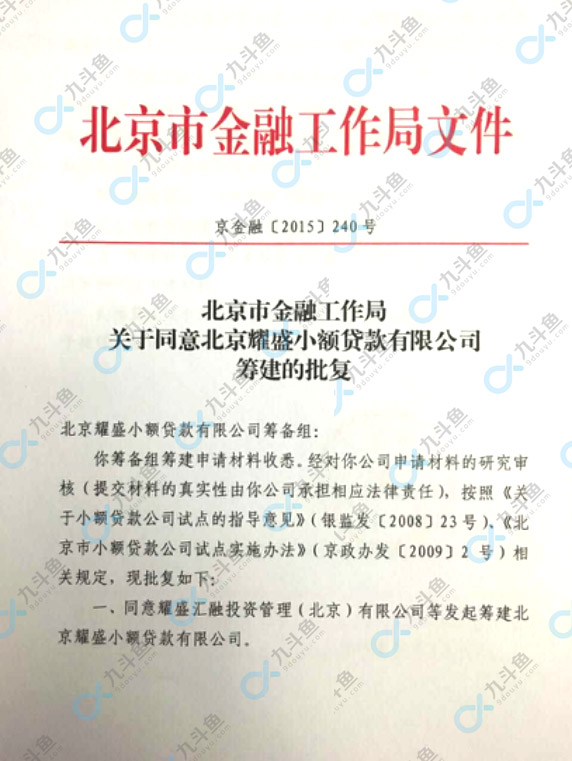 北京市金融工作局文件
京金融〔2015〕240号
北京市金融工作局
关于同意北京耀盛小额贷款有限公司
筹建的批复
北京耀盛小额贷款有限公司筹备组：
你筹备组筹建申请材料收悉。经对你公司申请材料的研究审
核（提交材料的真实性由你公司承担相应法律责任），按照《关
于小额贷款公司试点的指导意见》（银监发〔2008〕23号）、《北
京市小额贷款公司试点实施办法》（京政办发〔2009〕2 号）相
关规定，现批复如下：
一、同意耀盛汇融投资管理（北京）有限公司等发起筹建北
京耀盛小额贷款有限公司。
九斗鱼
9douyu.com